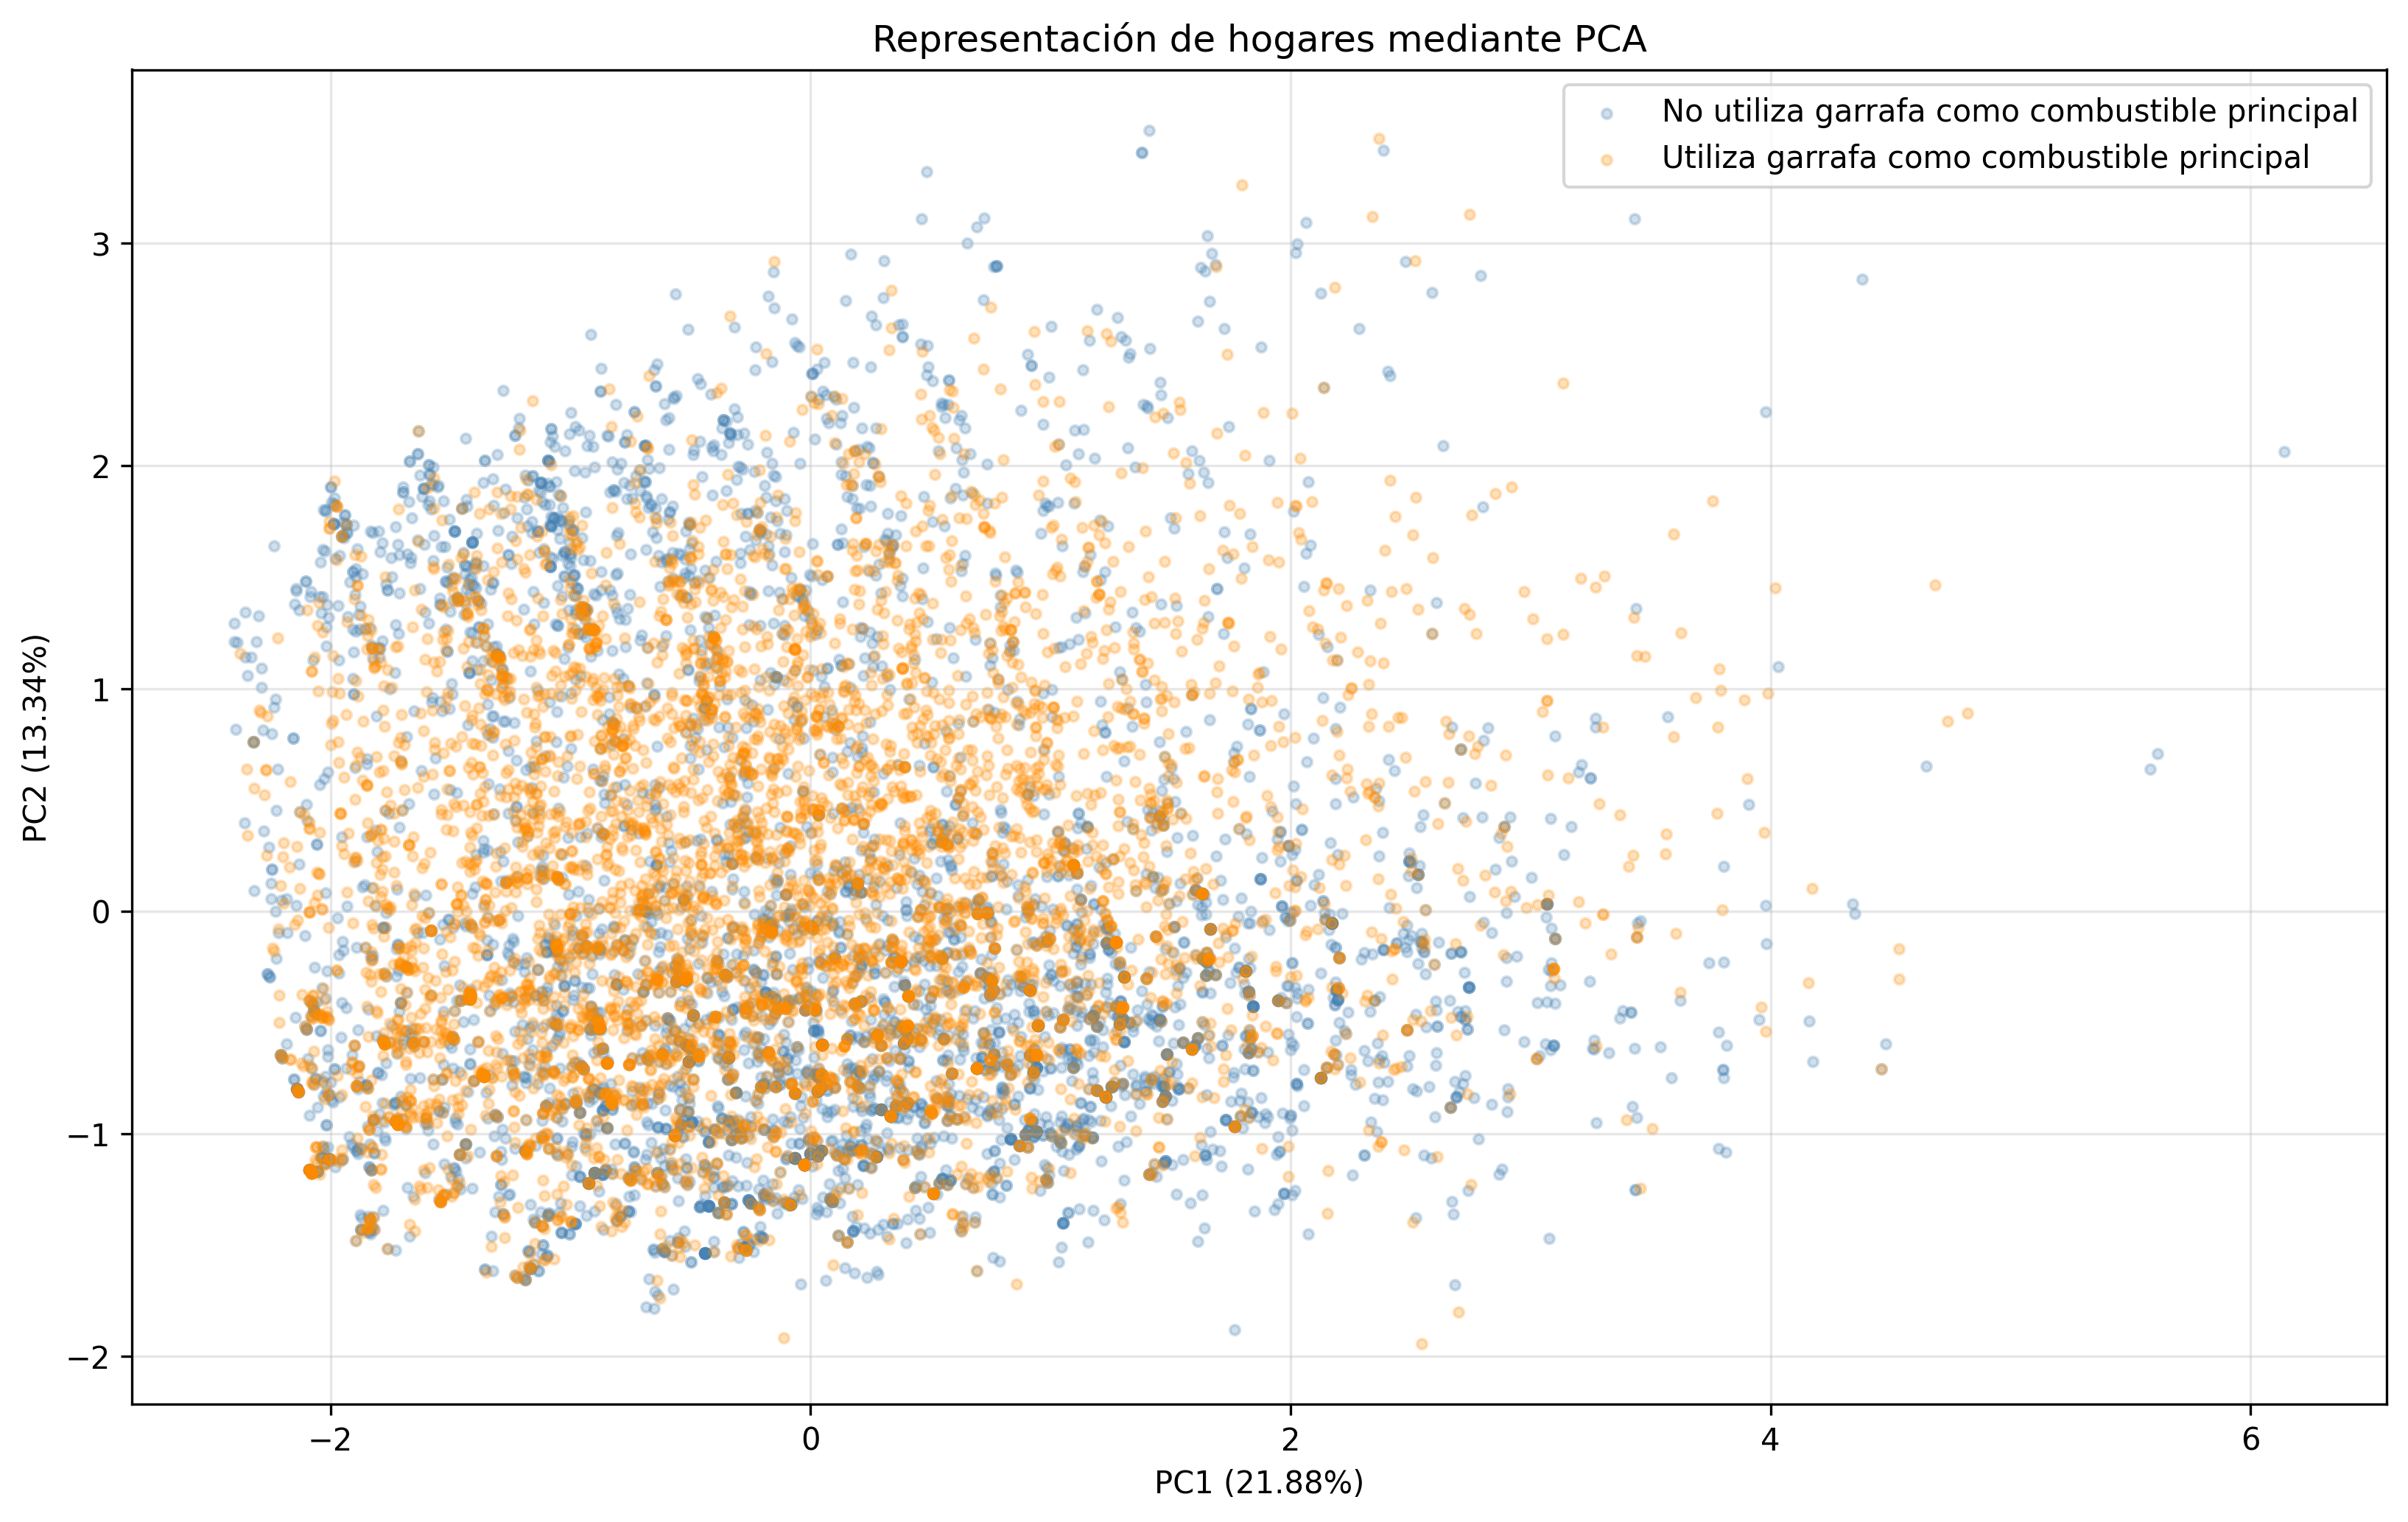 Representación de hogares mediante PCA
No utiliza garrafa como combustible principal
Utiliza garrafa como combustible principal
3
2
1
0
−1
−2
PC2 (13.34%)
−2
0
2
4
6
PC1 (21.88%)